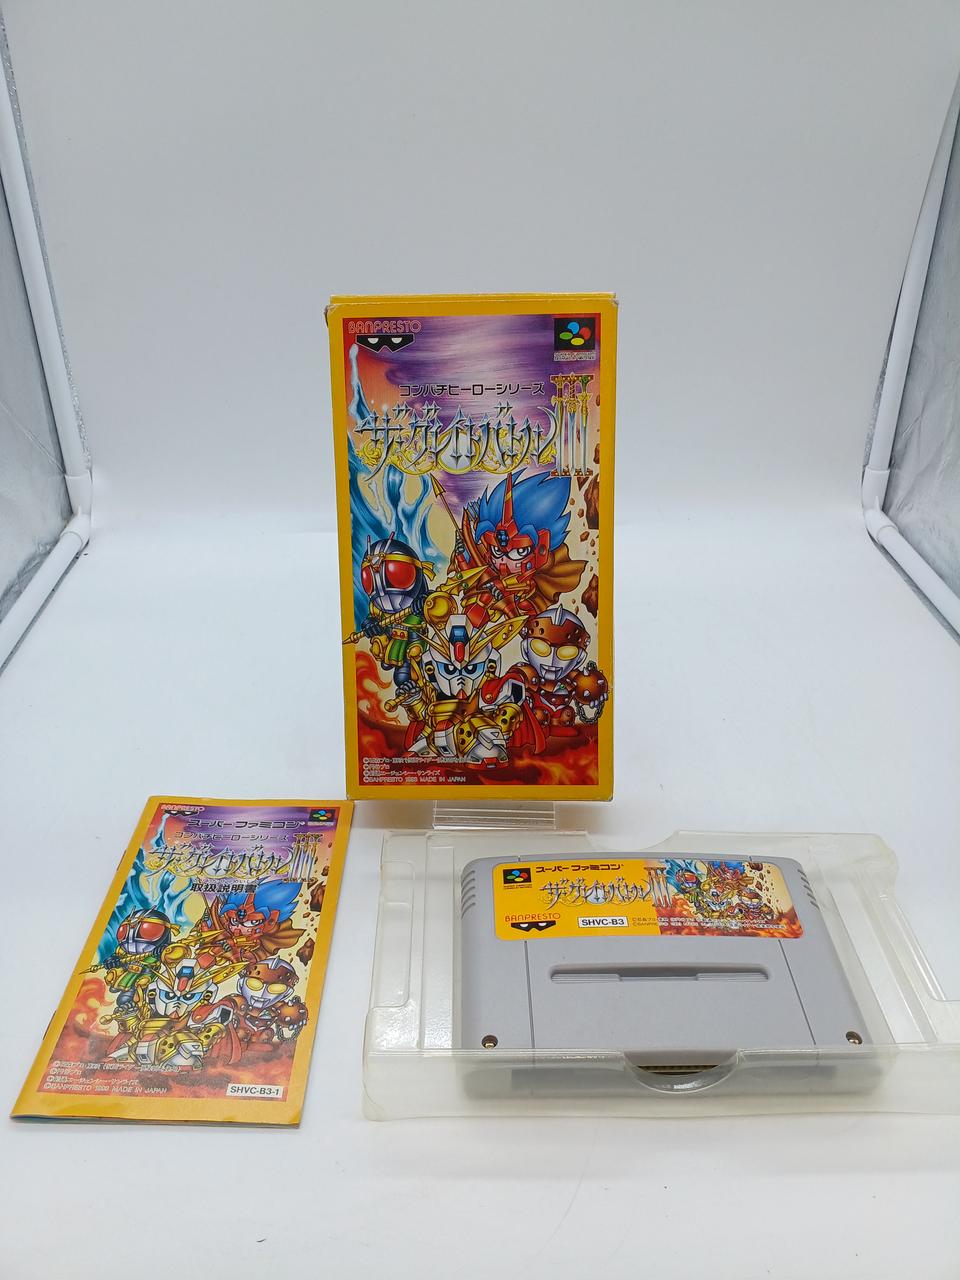 BANPRESTO
コンパチヒーローシリーズ
ザ・グレイトバトルIII
©BANPRESTO 1993 MADE IN JAPAN
BANPRESTO
スーパーファミコン
コンパチヒーローシリーズ
ザ・グレイトバトルIII
取扱説明書
©BANPRESTO 1993 MADE IN JAPAN
SHVC-B3-1
スーパーファミコン
ザ・グレイトバトルIII
BANPRESTO
SHVC-B3